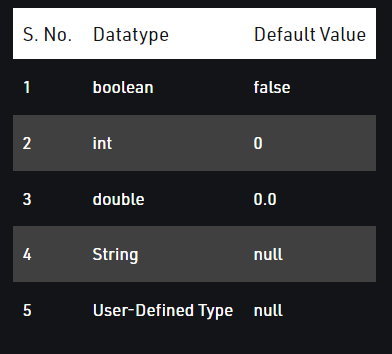 S. No. Datatype Default Value
1 boolean false
2 int 0
3 double 0.0
4 String null
5 User-Defined Type null